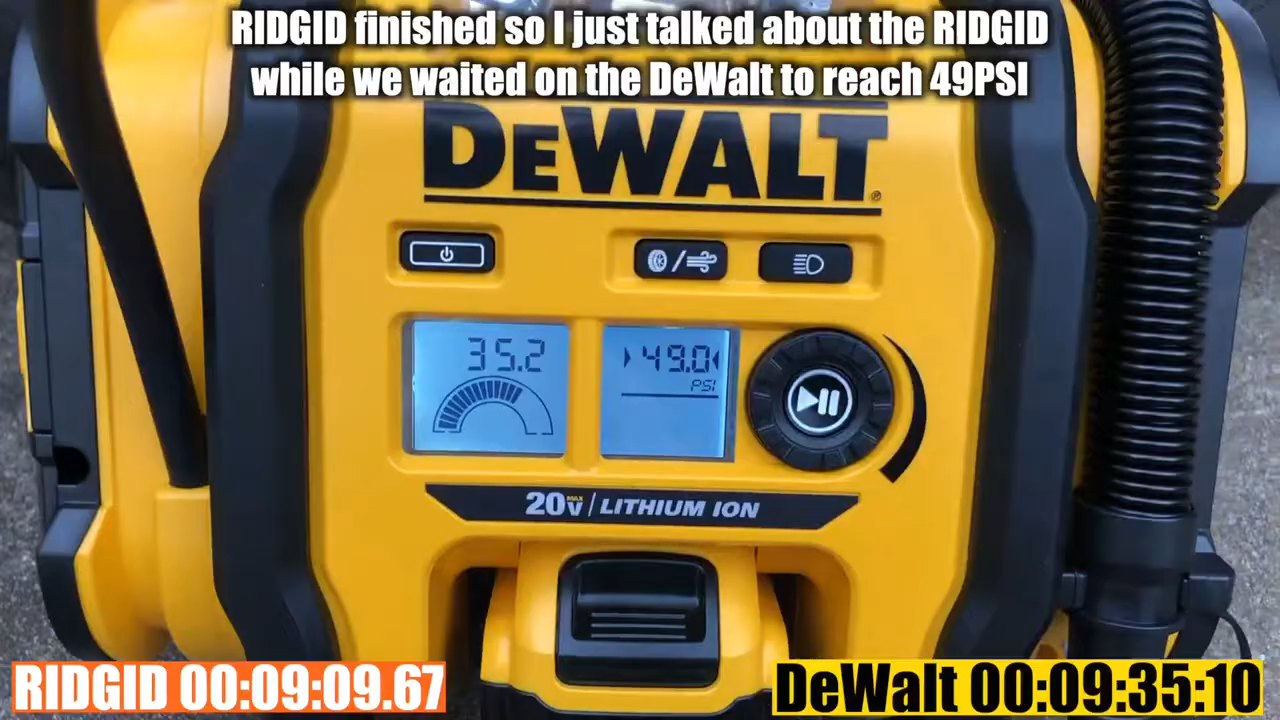 RIDGID finished so I just talked about the RIDGID
while we waited on the DeWalt to reach 49PSI
DEWALT
35.2
49.0
PSI
20V MAX / LITHIUM ION
RIDGID 00:09:09.67
DeWalt 00:09:35:10